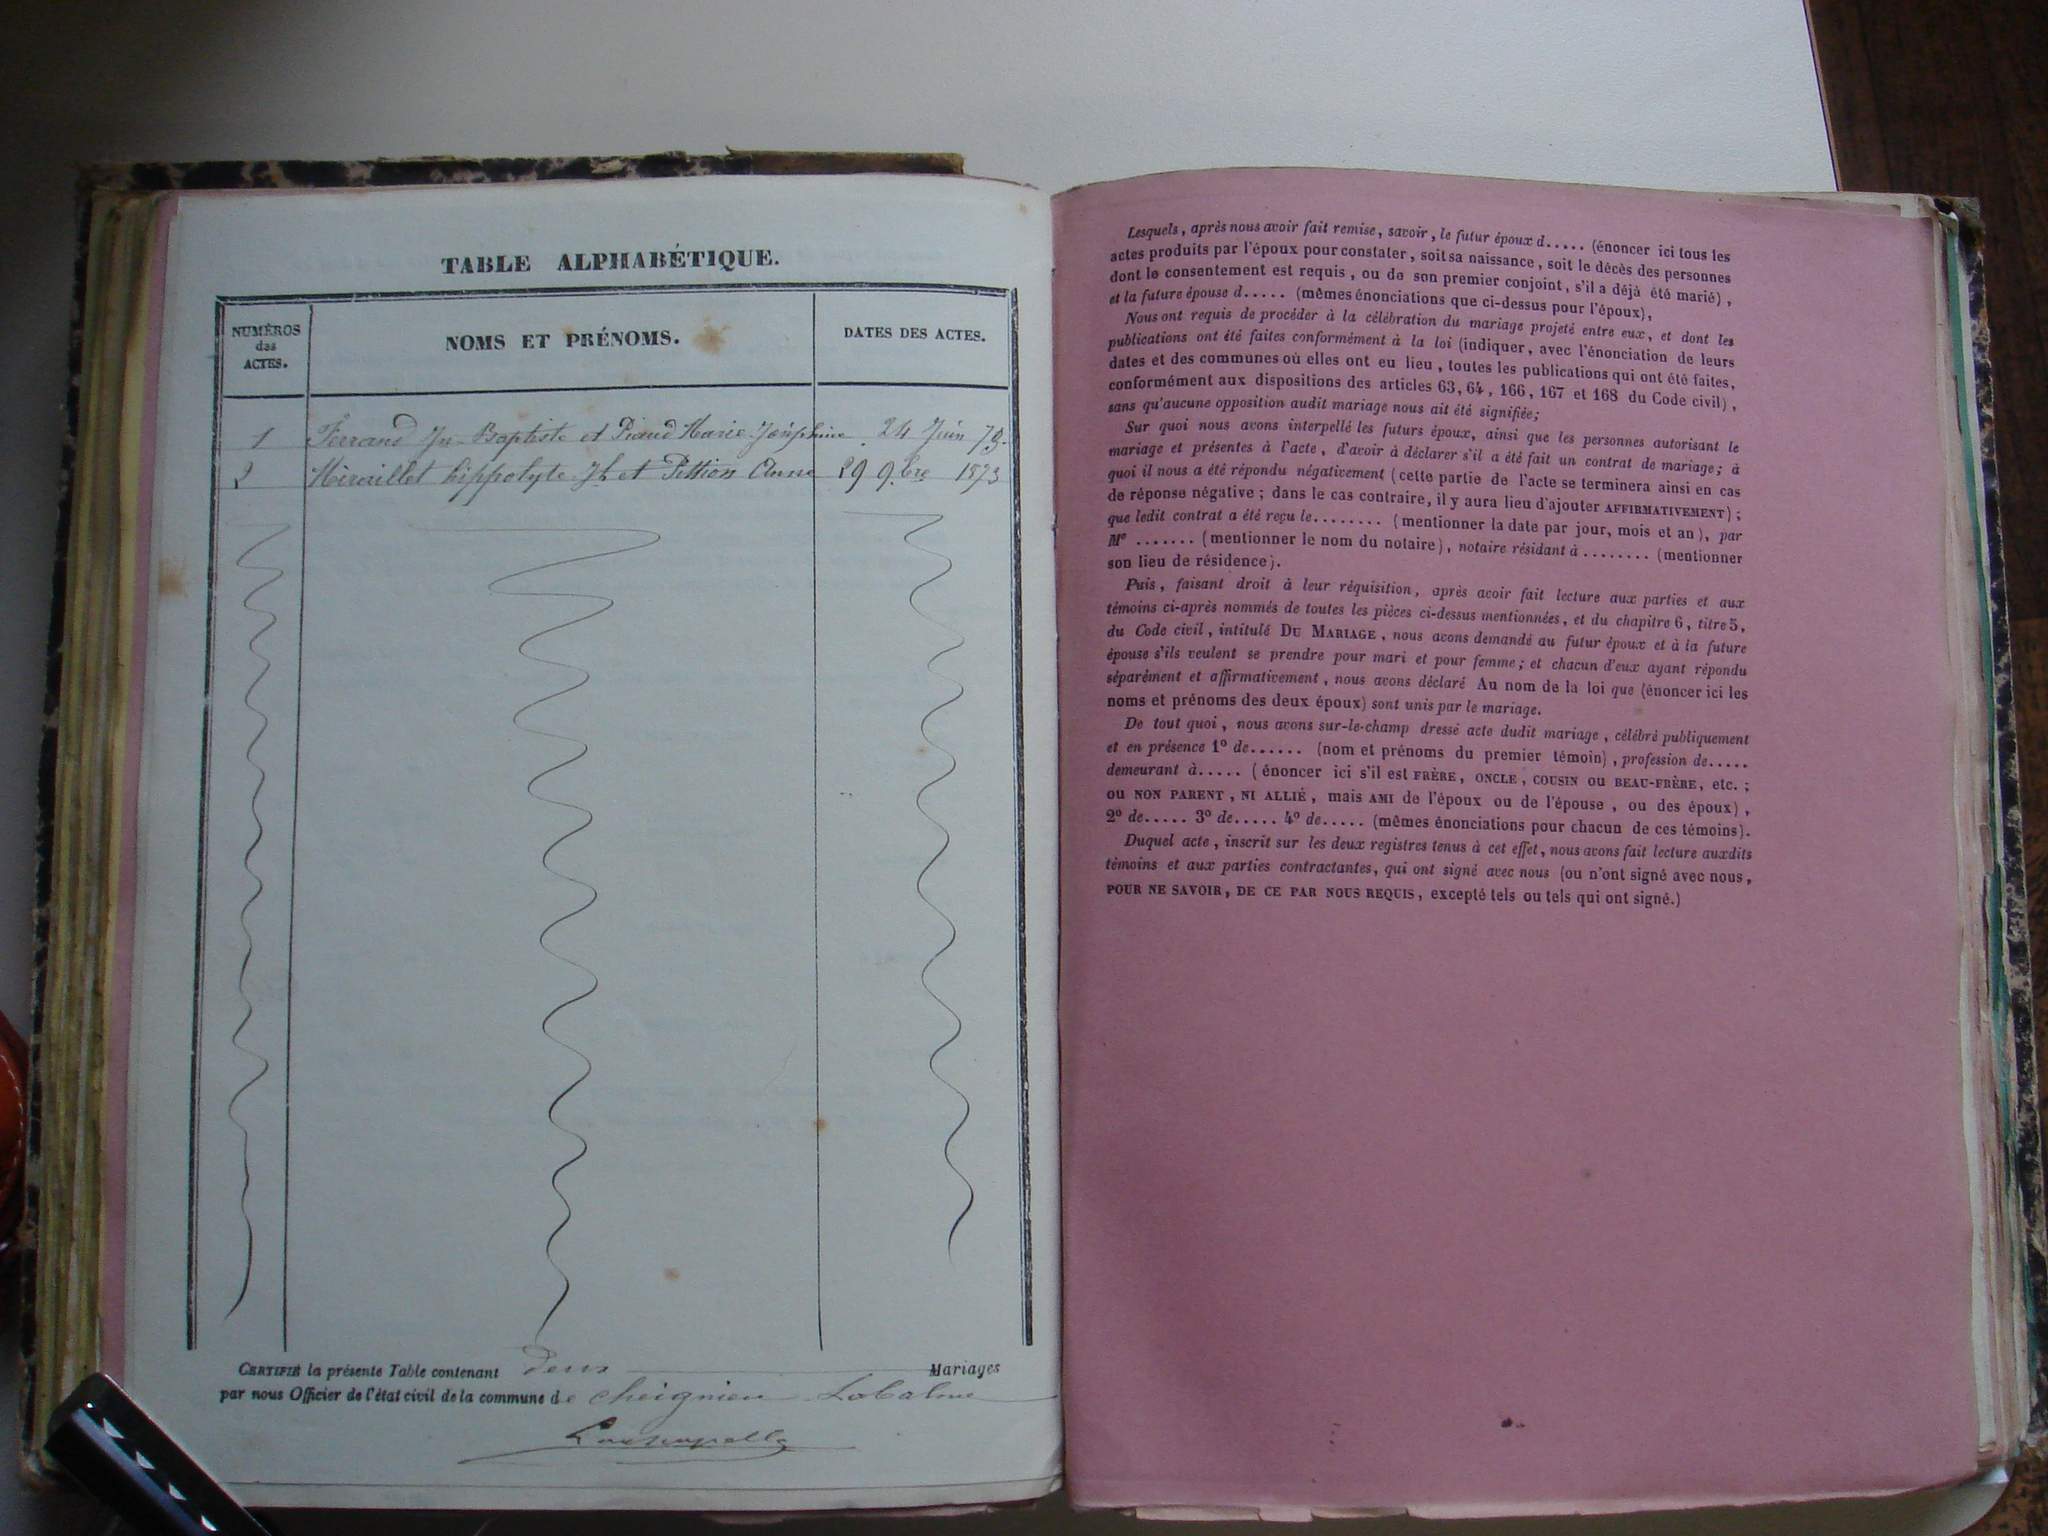 TABLE ALPHABÉTIQUE.
NUMÉROS
des
ACTES.
NOMS ET PRÉNOMS.
DATES DES ACTES.
1 Ferrand Jn-Baptiste et Marie Joséphine 24 Juin 73.
2 hippolyte Jh et Pettion Anne 29 9.bre 1873
CERTIFIÉ la présente Table contenant Deux Mariages
par nous Officier de l'état civil de la commune de Cheignieu Labalme
Lesquels, après nous avoir fait remise, savoir, le futur époux d..... (énoncer ici tous les
actes produits par l'époux pour constater, soit sa naissance, soit le décès des personnes
dont le consentement est requis, ou de son premier conjoint, s'il a déjà été marié),
et la future épouse d..... (mêmes énonciations que ci-dessus pour l'époux),
Nous ont requis de procéder à la célébration du mariage projeté entre eux, et dont les
publications ont été faites conformément à la loi (indiquer, avec l'énonciation de leurs
dates et des communes où elles ont eu lieu, toutes les publications qui ont été faites,
conformément aux dispositions des articles 63, 64, 166, 167 et 168 du Code civil),
sans qu'aucune opposition audit mariage nous ait été signifiée;
Sur quoi nous avons interpellé les futurs époux, ainsi que les personnes autorisant le
mariage et présentes à l'acte, d'avoir à déclarer s'il a été fait un contrat de mariage; à
quoi il nous a été répondu négativement (cette partie de l'acte se terminera ainsi en cas
de réponse négative; dans le cas contraire, il y aura lieu d'ajouter AFFIRMATIVEMENT);
que ledit contrat a été reçu le........ (mentionner la date par jour, mois et an), par
Me ....... (mentionner le nom du notaire), notaire résidant à ........ (mentionner
son lieu de résidence).
Puis, faisant droit à leur réquisition, après avoir fait lecture aux parties et aux
témoins ci-après nommés de toutes les pièces ci-dessus mentionnées, et du chapitre 6, titre 5,
du Code civil, intitulé DU MARIAGE, nous avons demandé au futur époux et à la future
épouse s'ils veulent se prendre pour mari et pour femme; et chacun d'eux ayant répondu
séparément et affirmativement, nous avons déclaré Au nom de la loi que (énoncer ici les
noms et prénoms des deux époux) sont unis par le mariage.
De tout quoi, nous avons sur-le-champ dressé acte dudit mariage, célébré publiquement
et en présence 1º de...... (nom et prénoms du premier témoin), profession de.....
demeurant à..... (énoncer ici s'il est FRÈRE, ONCLE, COUSIN ou BEAU-FRÈRE, etc.;
ou NON PARENT, NI ALLIÉ, mais AMI de l'époux ou de l'épouse, ou des époux),
2º de..... 3º de..... 4º de..... (mêmes énonciations pour chacun de ces témoins).
Duquel acte, inscrit sur les deux registres tenus à cet effet, nous avons fait lecture auxdits
témoins et aux parties contractantes, qui ont signé avec nous (ou n'ont signé avec nous,
POUR NE SAVOIR, DE CE PAR NOUS REQUIS, excepté tels ou tels qui ont signé.)